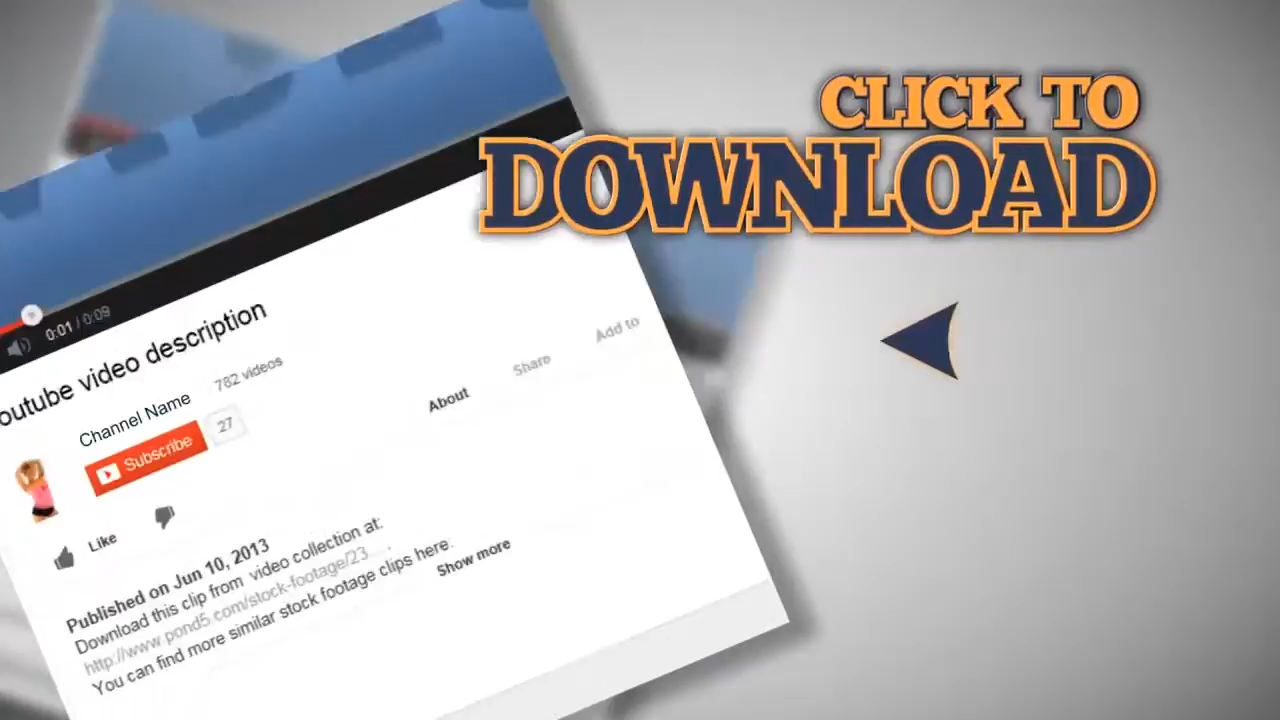 CLICK TO
DOWNLOAD
0:01 / 0:09
outube video description
Channel Name
782 videos
Subscribe
27
About
Share
Add to
Like
Published on Jun 10, 2013
Download this clip from video collection at:
http://www.pond5.com/stock-footage/23...
You can find more similar stock footage clips here:
Show more